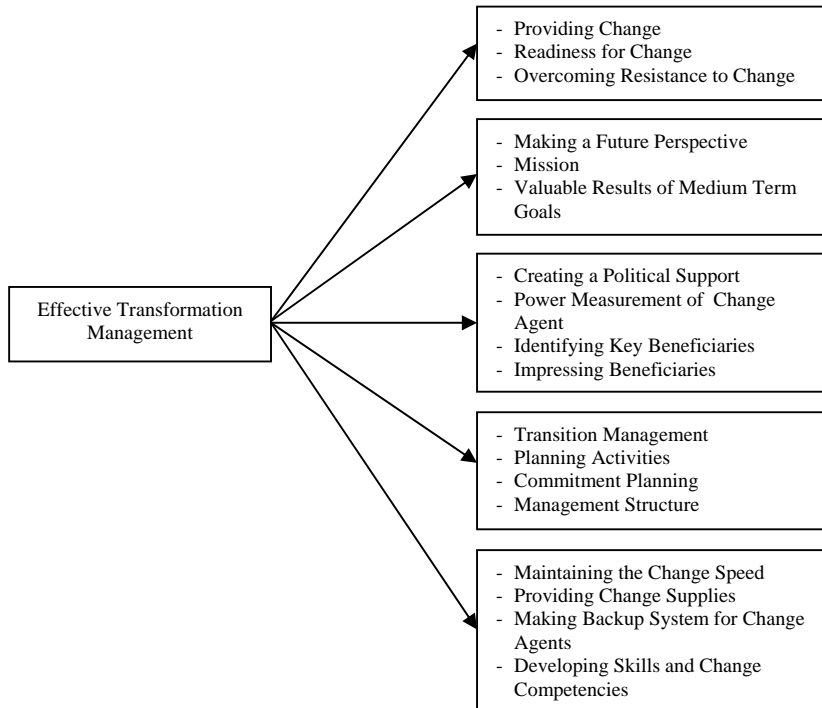 - Providing Change
- Readiness for Change
- Overcoming Resistance to Change
- Making a Future Perspective
- Mission
- Valuable Results of Medium Term
Goals
Effective Transformation
Management
- Creating a Political Support
- Power Measurement of Change
Agent
- Identifying Key Beneficiaries
- Impressing Beneficiaries
- Transition Management
- Planning Activities
- Commitment Planning
- Management Structure
- Maintaining the Change Speed
- Providing Change Supplies
- Making Backup System for Change
Agents
- Developing Skills and Change
Competencies